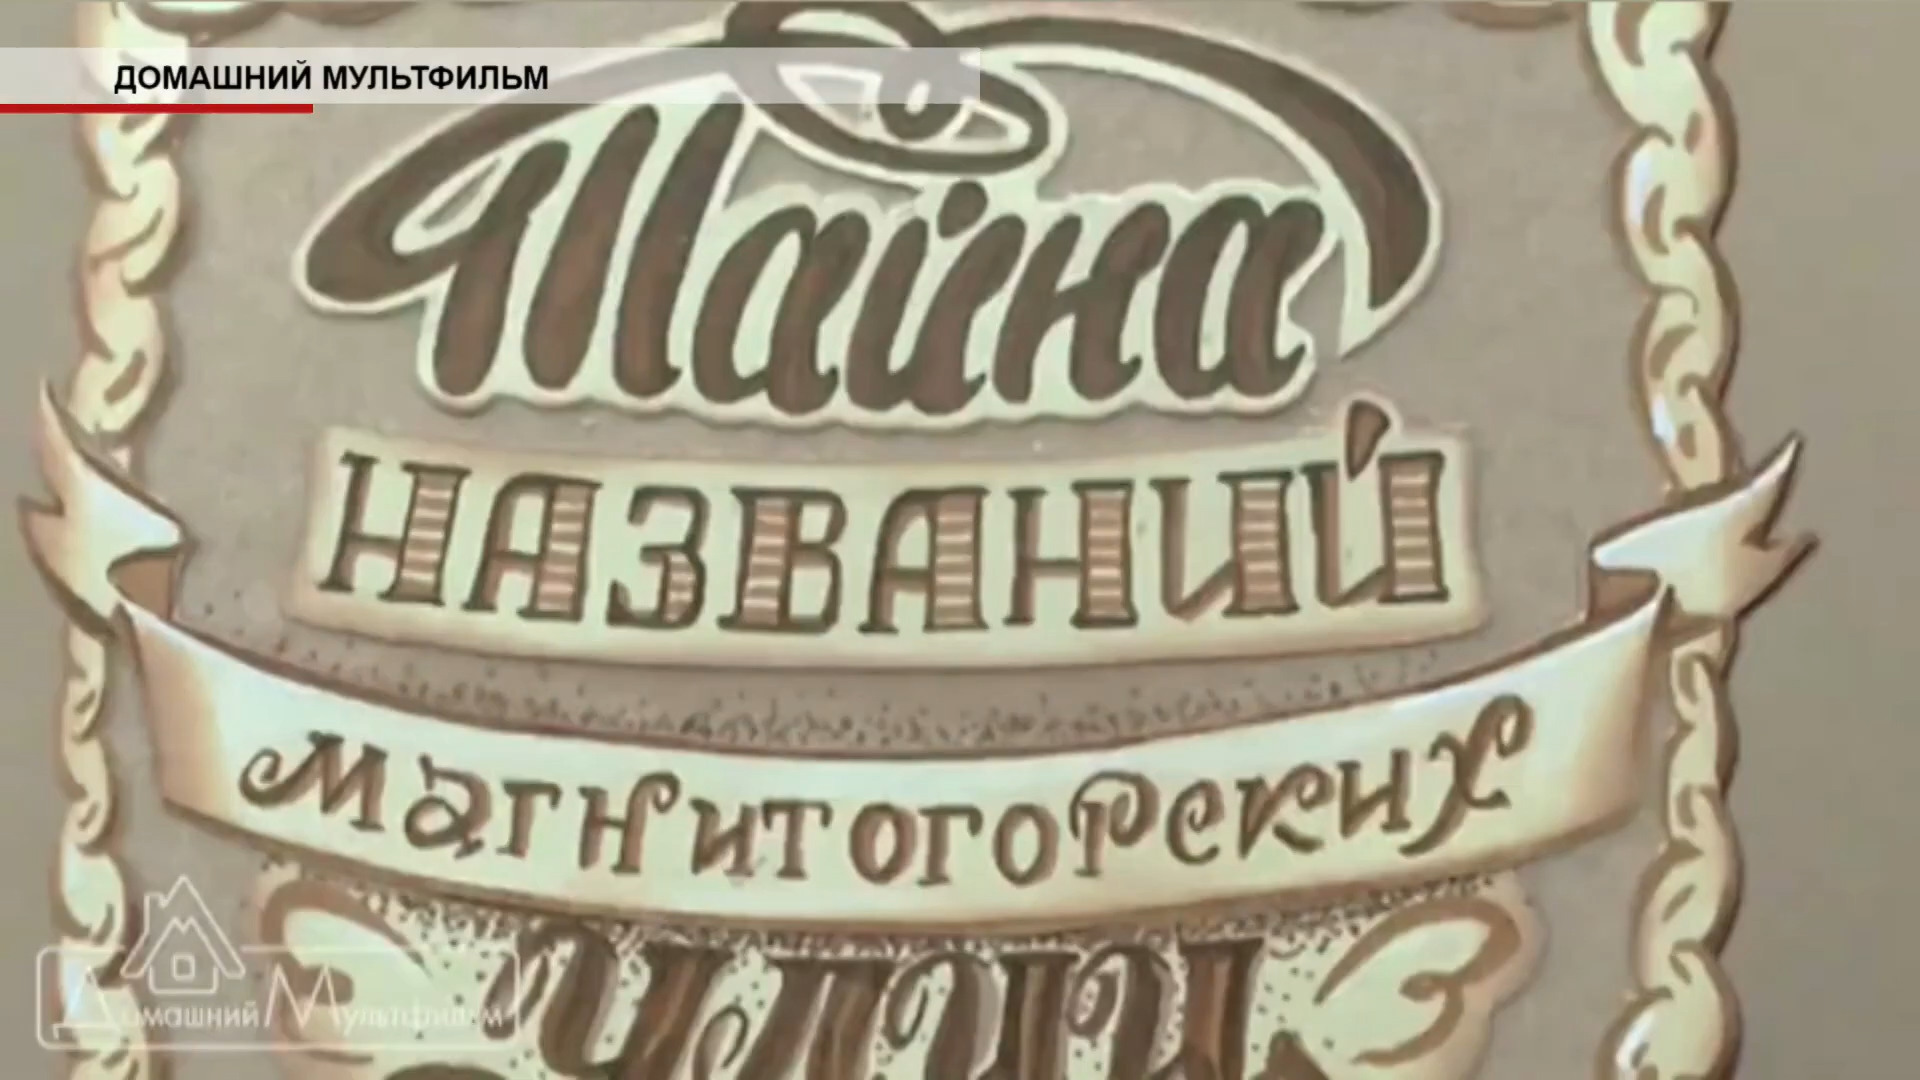 ДОМАШНИЙ МУЛЬТФИЛЬМ
Тайна
НАЗВАНИЙ
магнитогорских
Домашний Мультфильм